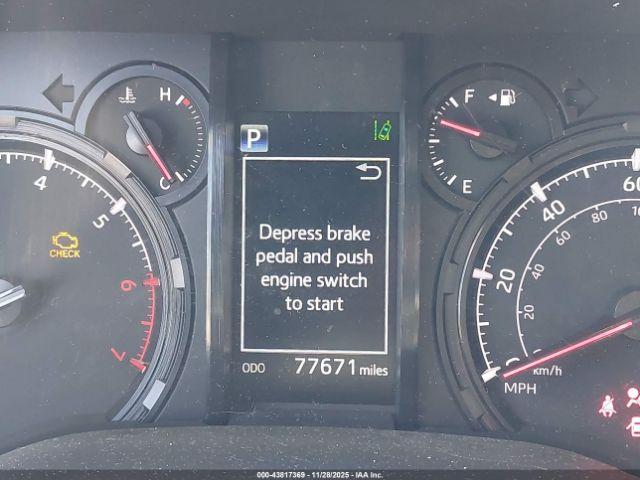 H
C
F
E
4
5
6
7
CHECK
P
Depress brake
pedal and push
engine switch
to start
ODO 77671 miles
60
40
20
0
80
60
40
20
km/h
MPH
000-43817369 | 11/28/2025 | IAA Inc.